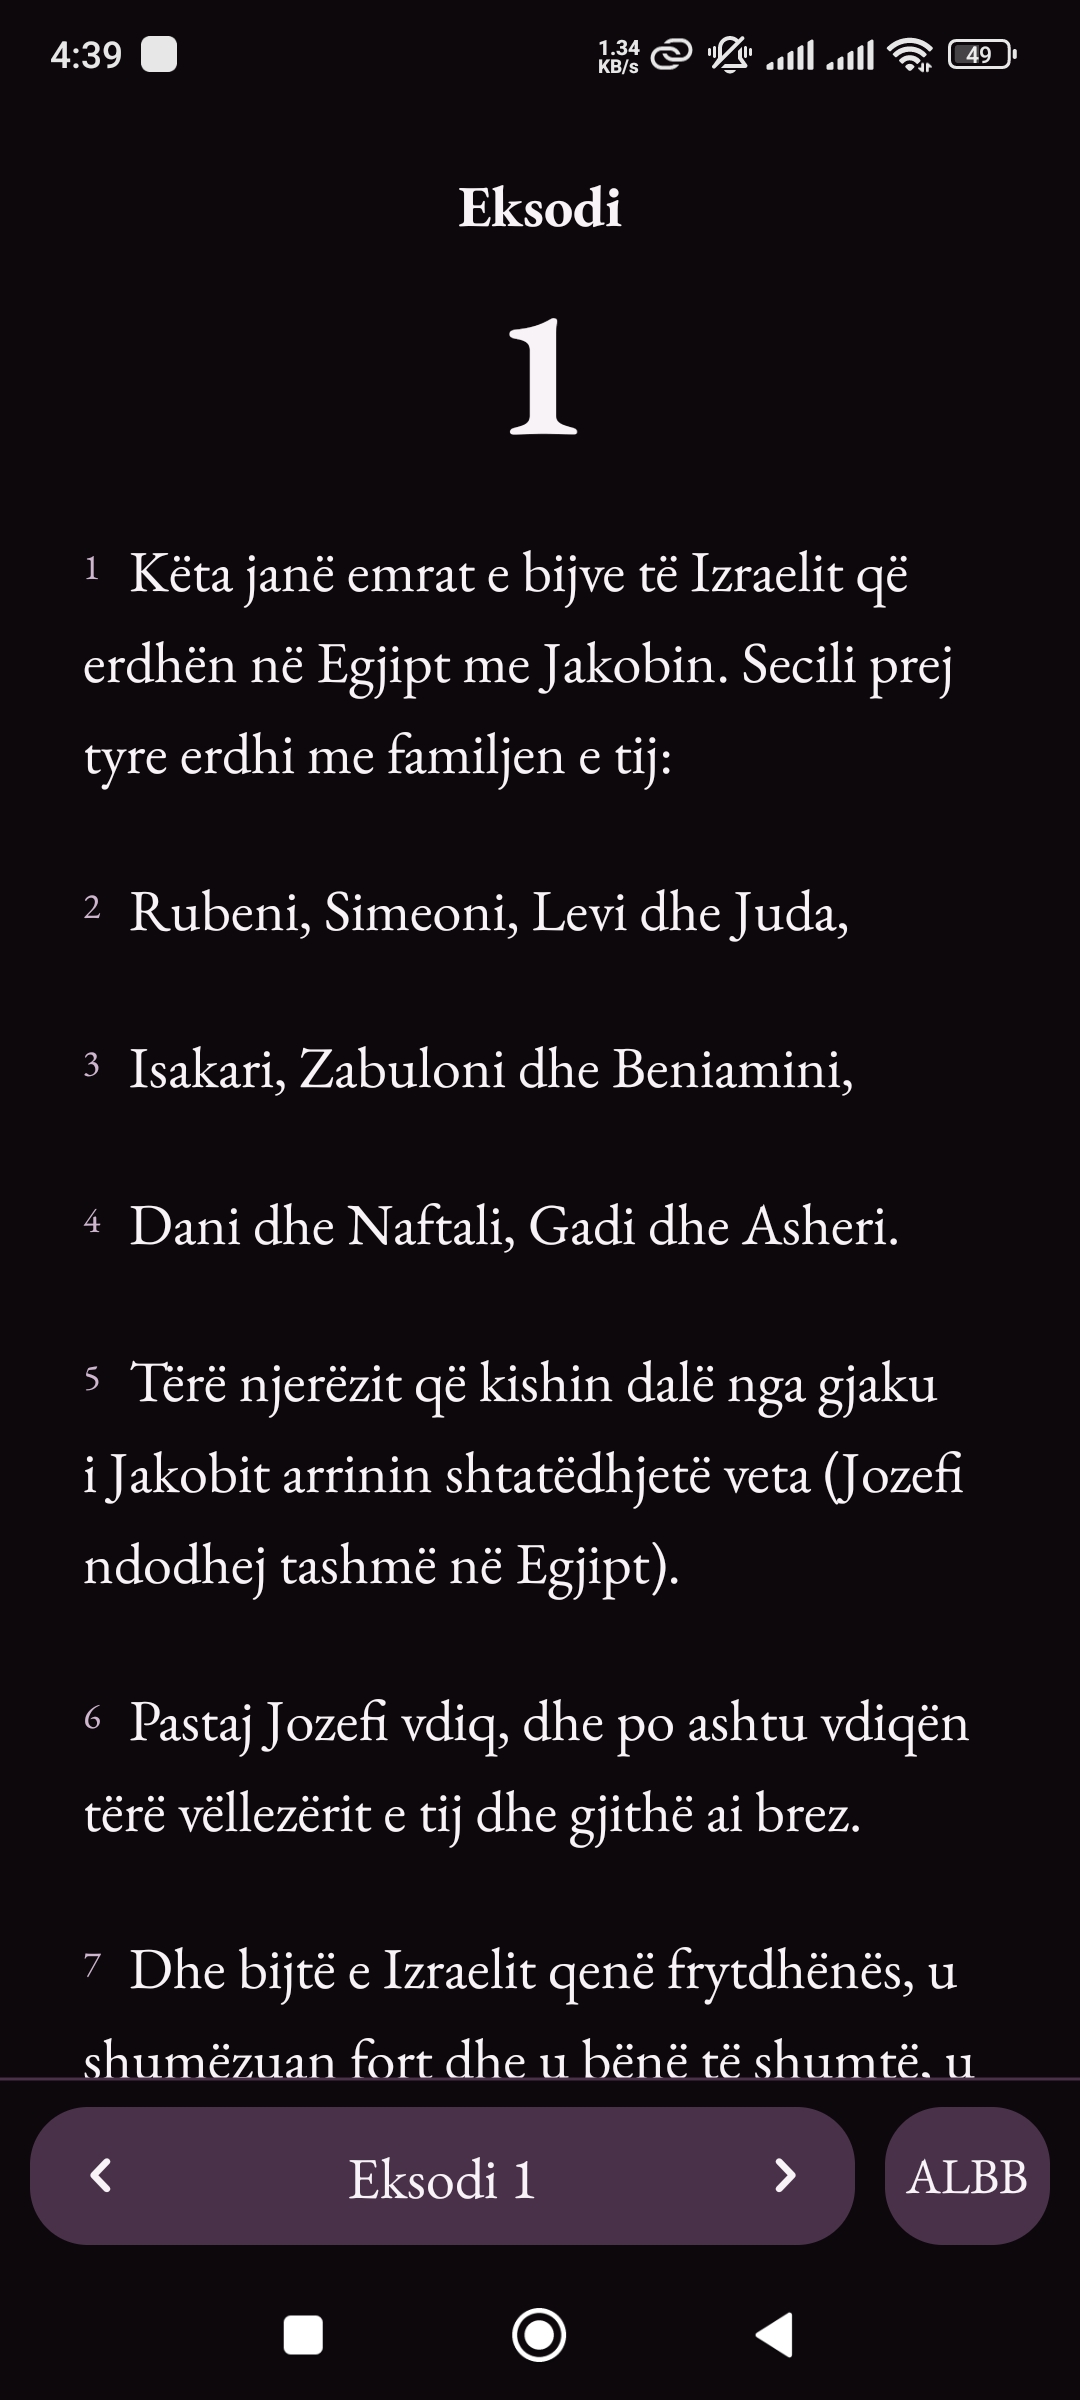 4:39 1.34 KB/s 49
Eksodi
1
1 Këta janë emrat e bijve të Izraelit që
erdhën në Egjipt me Jakobin. Secili prej
tyre erdhi me familjen e tij:
2 Rubeni, Simeoni, Levi dhe Juda,
3 Isakari, Zabuloni dhe Beniamini,
4 Dani dhe Naftali, Gadi dhe Asheri.
5 Tërë njerëzit që kishin dalë nga gjaku
i Jakobit arrinin shtatëdhjetë veta (Jozefi
ndodhej tashmë në Egjipt).
6 Pastaj Jozefi vdiq, dhe po ashtu vdiqën
tërë vëllezërit e tij dhe gjithë ai brez.
7 Dhe bijtë e Izraelit qenë frytdhënës, u
shumëzuan fort dhe u bënë të shumtë, u
Eksodi 1 ALBB